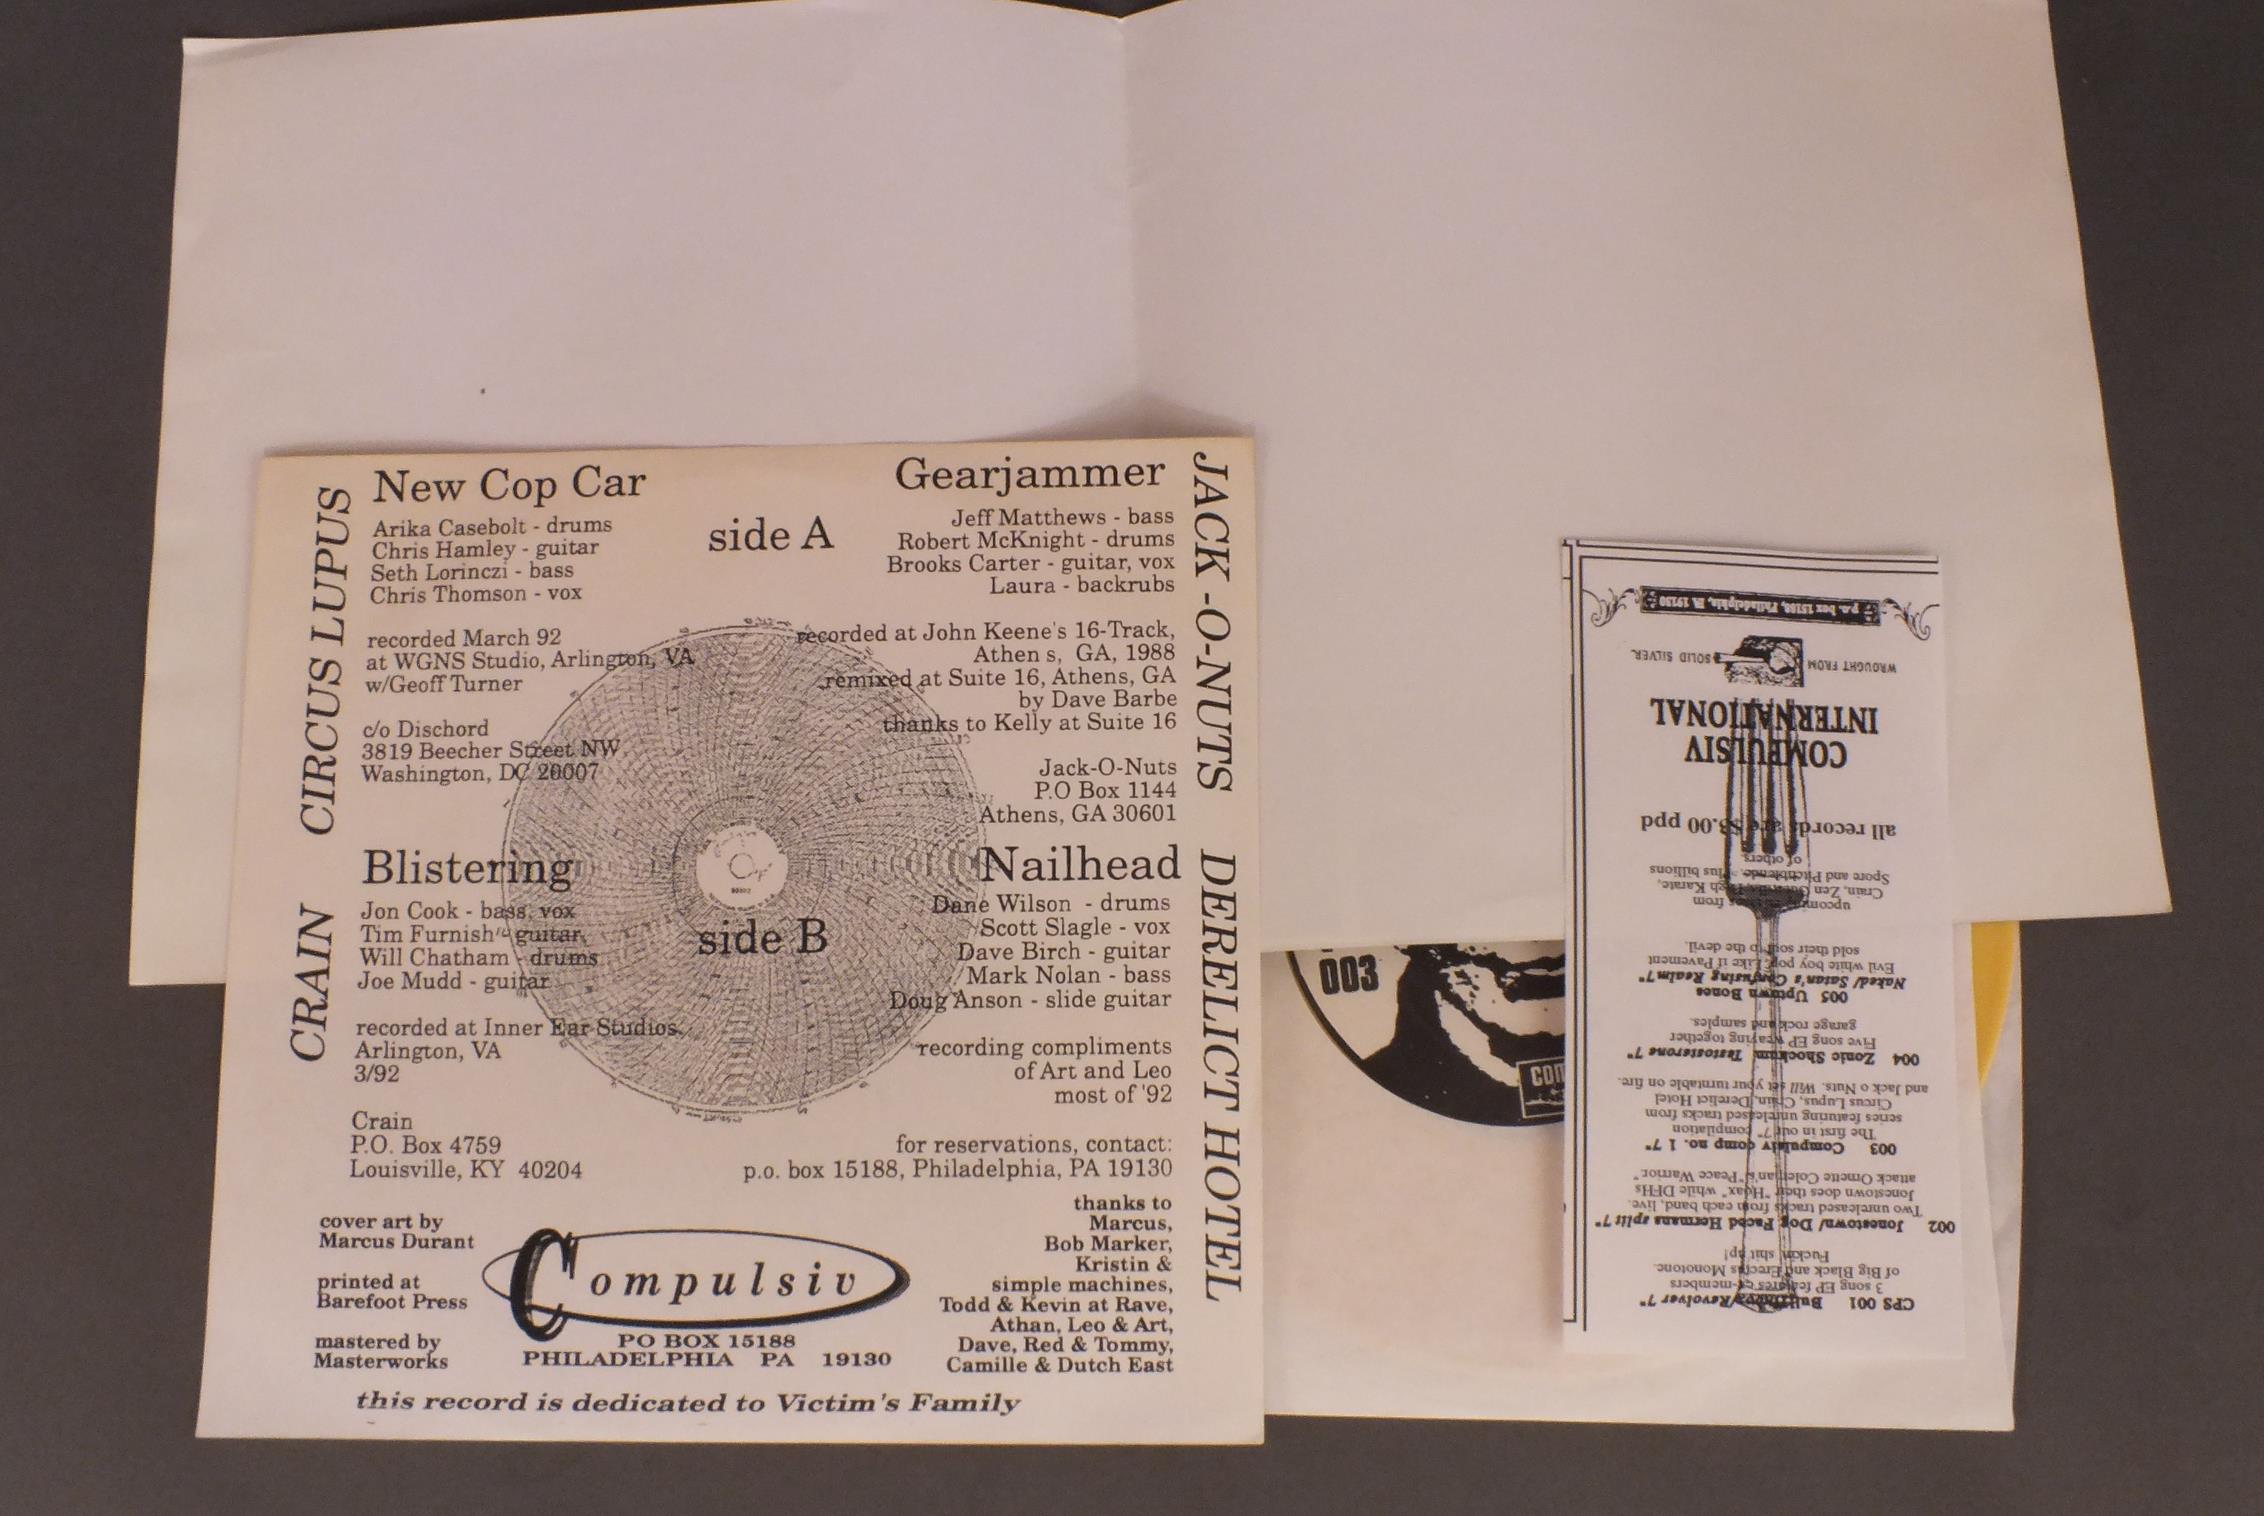 New Cop Car
Arika Casebolt - drums
Chris Hamley - guitar
Seth Lorinczi - bass
Chris Thomson - vox
recorded March 92
at WGNS Studio, Arlington, VA
w/Geoff Turner
c/o Dischord
3819 Beecher Street NW
Washington, DC 20007
CIRCUS LUPUS
side A
Gearjammer
Jeff Matthews - bass
Robert McKnight - drums
Brooks Carter - guitar, vox
Laura - backrubs
recorded at John Keene's 16-Track,
Athen s, GA, 1988
remixed at Suite 16, Athens, GA
by Dave Barbe
thanks to Kelly at Suite 16
Jack-O-Nuts
P.O Box 1144
Athens, GA 30601
JACK -O-NUTS
Blistering
Jon Cook - bass, vox
Tim Furnish - guitar
Will Chatham - drums
Joe Mudd - guitar
recorded at Inner Ear Studios
Arlington, VA
3/92
Crain
P.O. Box 4759
Louisville, KY 40204
CRAIN
side B
Nailhead
Dane Wilson - drums
Scott Slagle - vox
Dave Birch - guitar
Mark Nolan - bass
Doug Anson - slide guitar
recording compliments
of Art and Leo
most of '92
for reservations, contact:
p.o. box 15188, Philadelphia, PA 19130
DERELICT HOTEL
cover art by
Marcus Durant
printed at
Barefoot Press
mastered by
Masterworks
Compulsiv
PO BOX 15188
PHILADELPHIA PA 19130
thanks to
Marcus,
Bob Marker,
Kristin &
simple machines,
Todd & Kevin at Rave,
Athan, Leo & Art,
Dave, Red & Tommy,
Camille & Dutch East
this record is dedicated to Victim's Family
003
COM
CPS 001 /Revolver 7"
3 song EP features ex-members
of Big Black and Erectus Monotone.
Fuckin' shit up!
002 Jonestown/ Dog Faced Hermans split 7"
Two unreleased tracks from each band, live.
Jonestown does their "Hoax" while DFHs
attack Ornette Coleman's "Peace Warrior."
003 Compulsiv comp no. 1 7"
The first in our 7" compilation
series featuring unreleased tracks from
Circus Lupus, Crain, Derelict Hotel
and Jack o Nuts. Will set your turntable on fire.
004 Zonic Shockum Testosterone 7"
Five song EP weaving together
garage rock and samples.
005 Uptown Bones
Naked/ Satan's Confusing Realm 7"
Evil white boy pop. Like if Pavement
sold their soul to the devil.
upcoming from
Crain, Zen Karate,
Spore and Pitchblende. Plus billions
of others.
all records are $3.00 ppd
COMPULSIV
INTERNATIONAL
WROUGHT FROM SOLID SILVER.
p.o. box 15188, Philadelphia, PA 19130